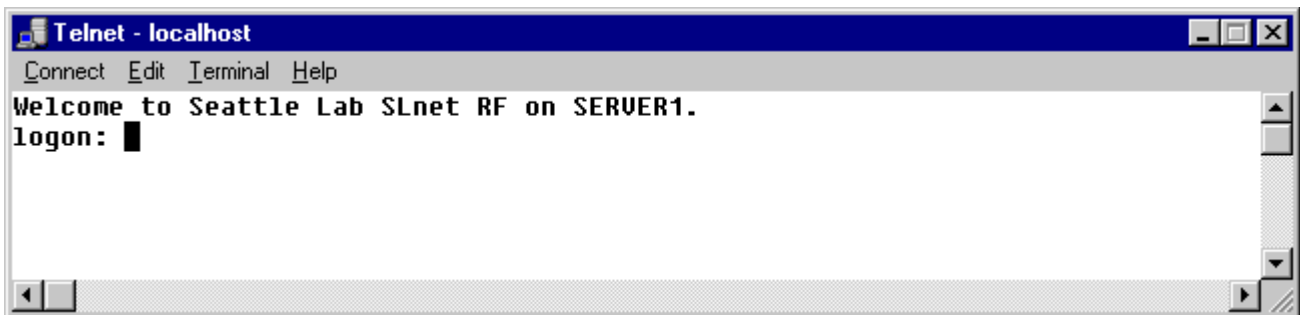 Telnet - localhost
Connect Edit Terminal Help
Welcome to Seattle Lab SLnet RF on SERVER1.
logon: